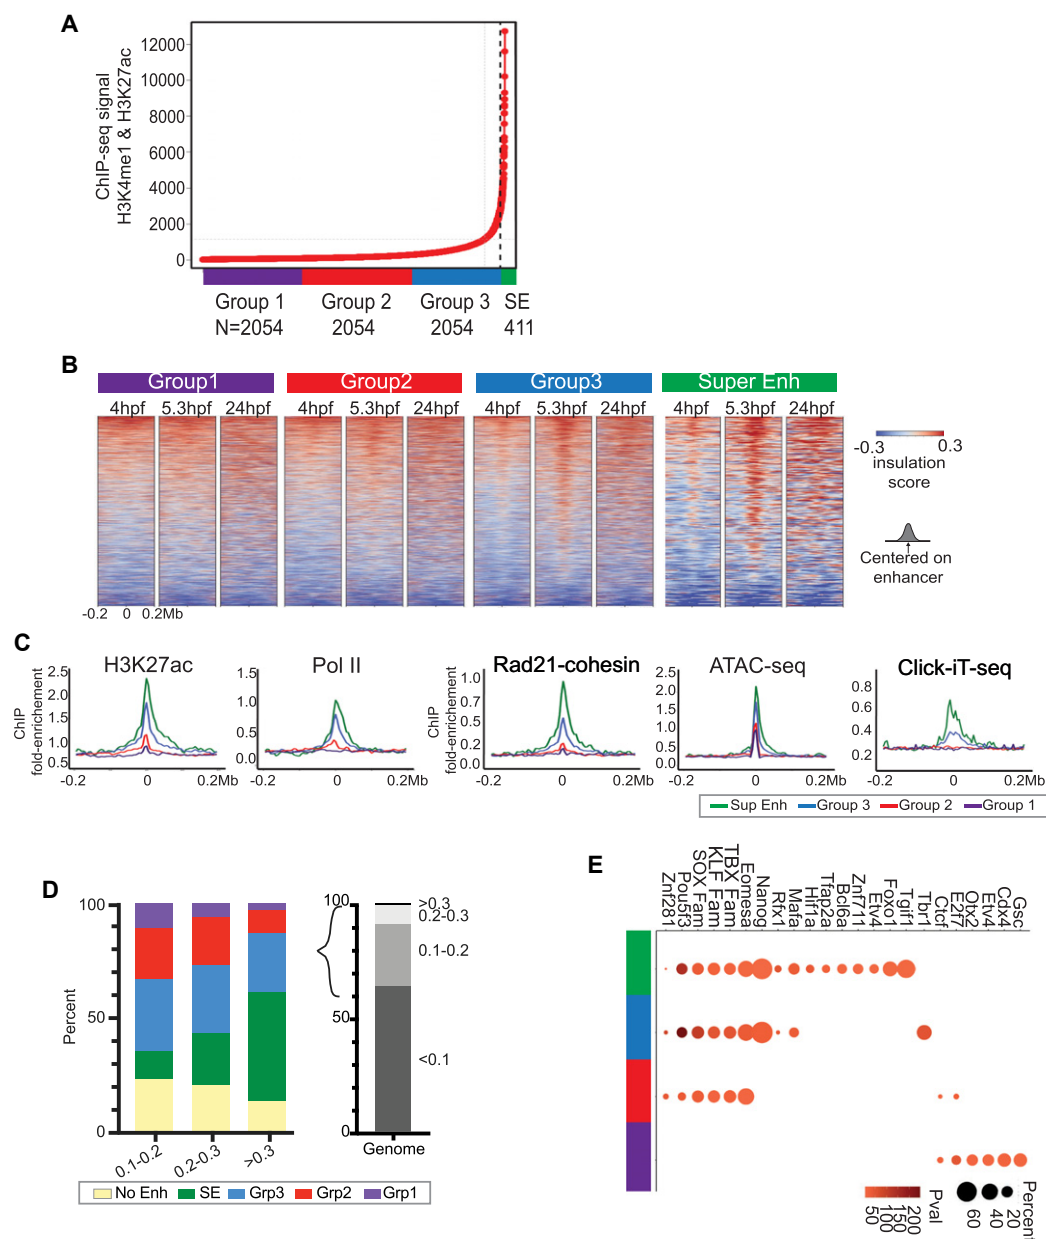 A
ChIP-seq signal
H3K4me1 & H3K27ac
12000
10000
8000
6000
4000
2000
0
Group 1 Group 2 Group 3 SE
N=2054 2054 2054 411
B
Group1 Group2 Group3 Super Enh
4hpf 5.3hpf 24hpf 4hpf 5.3hpf 24hpf 4hpf 5.3hpf 24hpf 4hpf 5.3hpf 24hpf
-0.3 0.3
insulation
score
Centered on
enhancer
-0.2 0 0.2Mb
C
H3K27ac
ChIP
fold-enrichement
2.5
2.0
1.5
1.0
0.5
-0.2 0 0.2Mb
Pol II
1.5
1.0
0.5
0.0
-0.2 0 0.2Mb
Rad21-cohesin
ChIP
fold-enrichement
1.0
0.7
0.5
0.2
0.0
-0.2 0 0.2Mb
ATAC-seq
2.5
2.0
1.5
1.0
0.5
0.0
-0.2 0 0.2Mb
Click-iT-seq
0.8
0.6
0.4
0.2
-0.2 0 0.2Mb
Sup Enh Group 3 Group 2 Group 1
D
Percent
100
50
0
0.1-0.2 0.2-0.3 >0.3
100
50
0
>0.3
0.2-0.3
0.1-0.2
<0.1
Genome
No Enh SE Grp3 Grp2 Grp1
E
Znf281
Pou5f3
SOX Fam
KLF Fam
TBX Fam
Eomesa
Nanog
Rfx1
Mafa
Hif1a
Tfap2a
Bcl6a
Znf711
Etv4
Foxo1
Tgif1
Tbr1
Ctcf
E2f7
Otx2
Etv4
Cdx4
Gsc
Pval
50
100
150
200
Percent
60
40
20